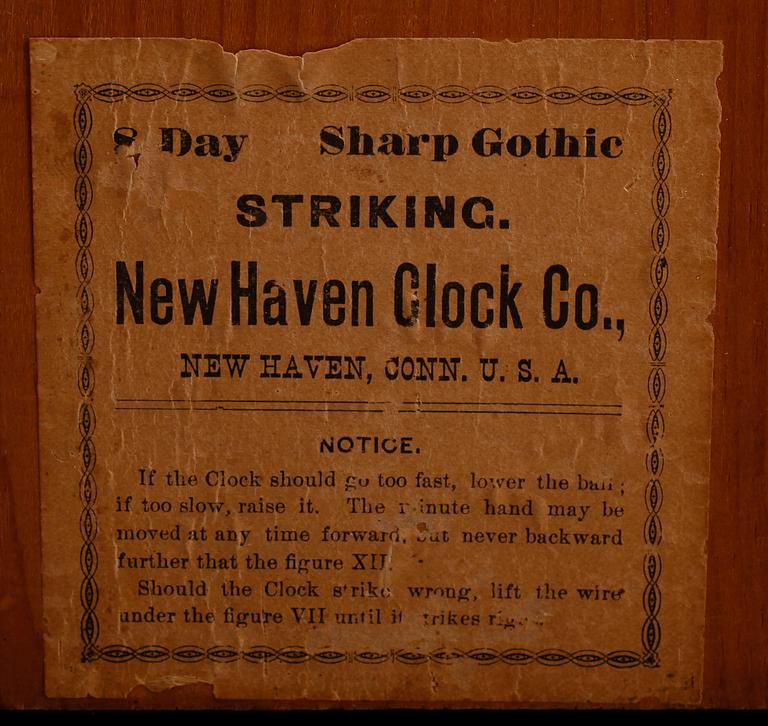 8 Day Sharp Gothic
STRIKING.
New Haven Clock Co.,
NEW HAVEN, CONN. U. S. A.
NOTICE.
If the Clock should go too fast, lower the ball ;
if too slow, raise it. The minute hand may be
moved at any time forward, but never backward
further that the figure XII.
Should the Clock strike wrong, lift the wire
under the figure VII until it strikes